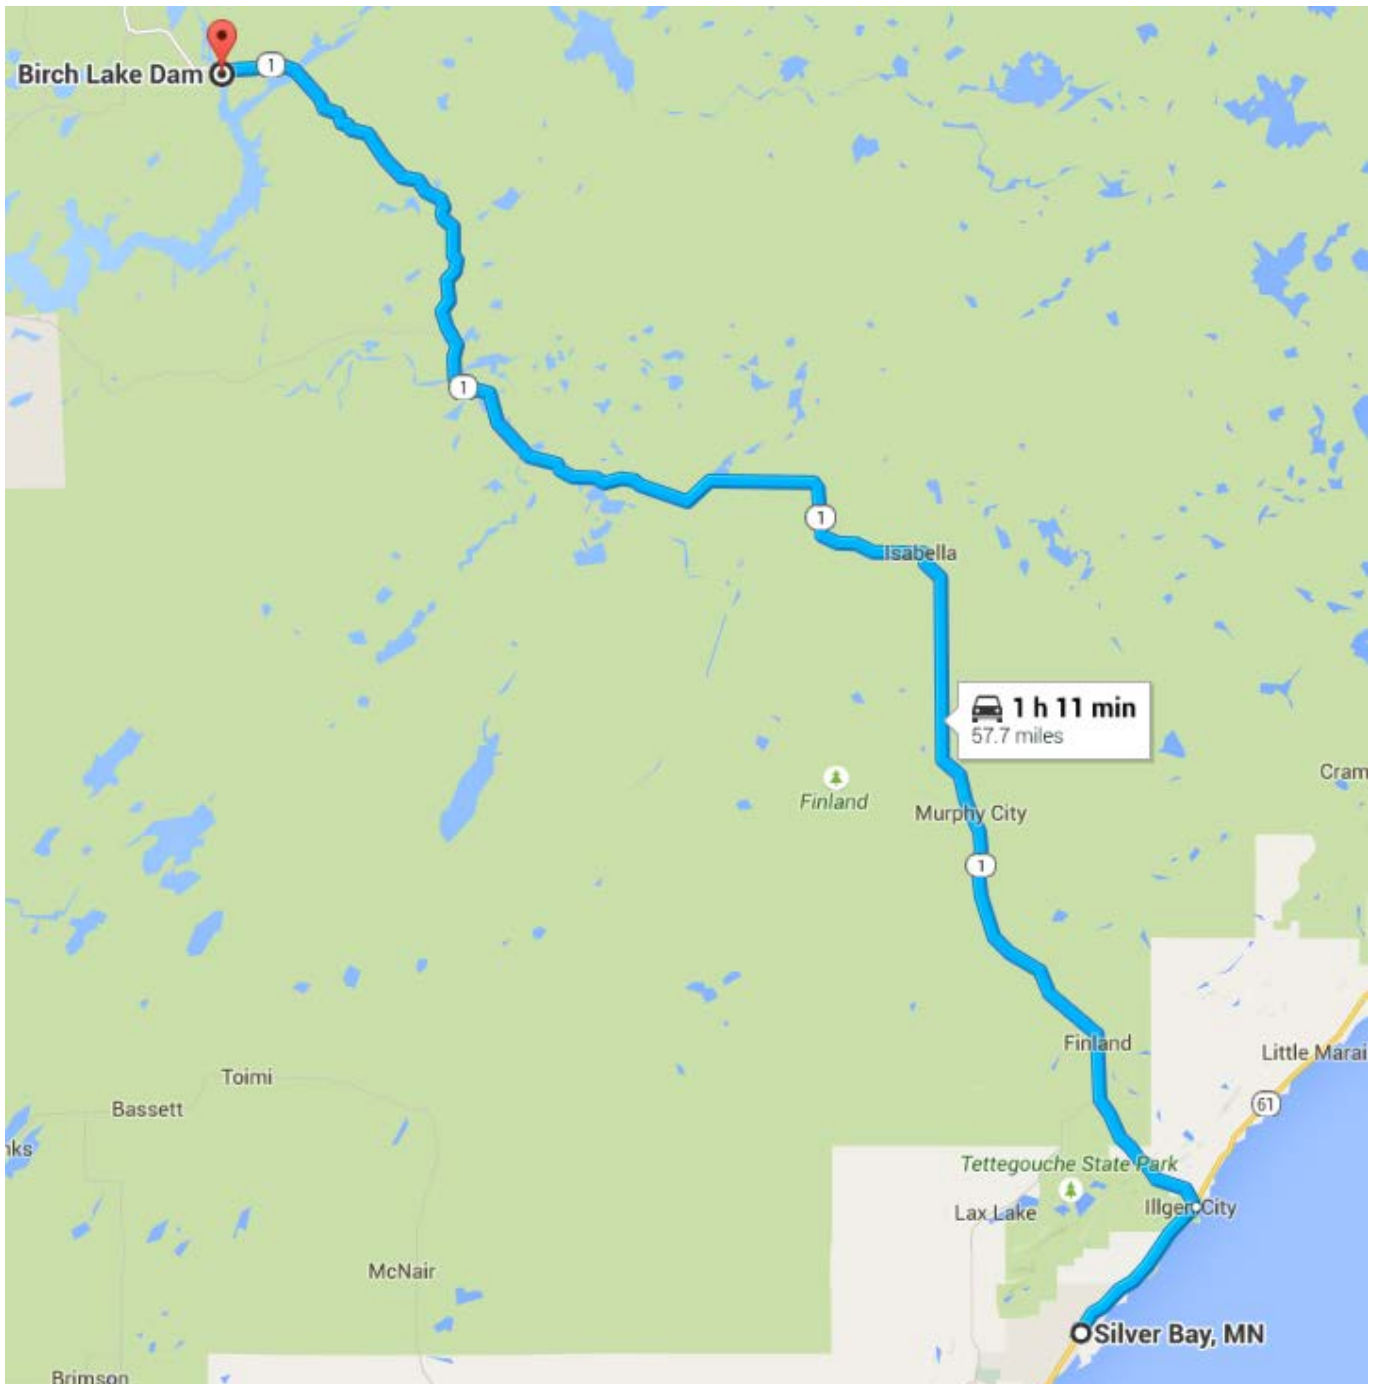 1
Birch Lake Dam
1
1
Isabella
1 h 11 min
57.7 miles
Cram
Finland
Murphy City
1
Finland
Little Marai
61
Toimi
Bassett
nks
Tettegouche State Park
Lax Lake
Illgen City
McNair
Silver Bay, MN
Brimson